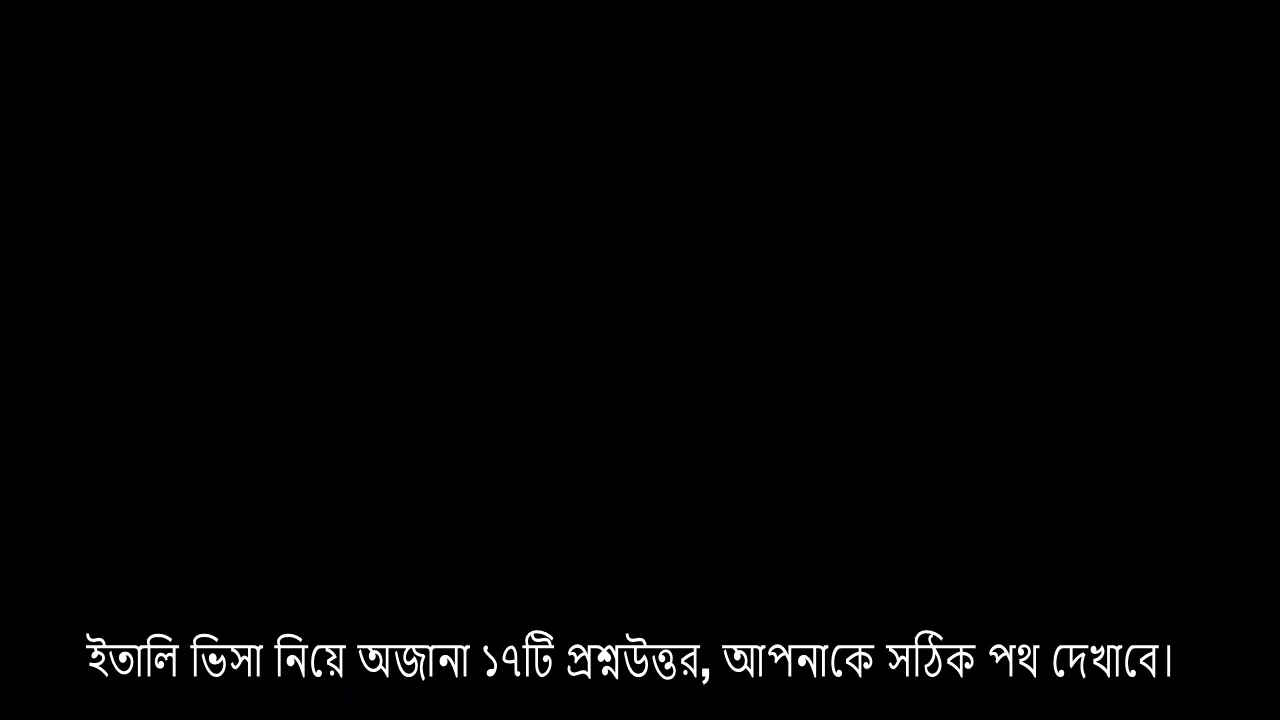 ইতালি ভিসা নিয়ে অজানা ১৭টি প্রশ্নউত্তর, আপনাকে সঠিক পথ দেখাবে।